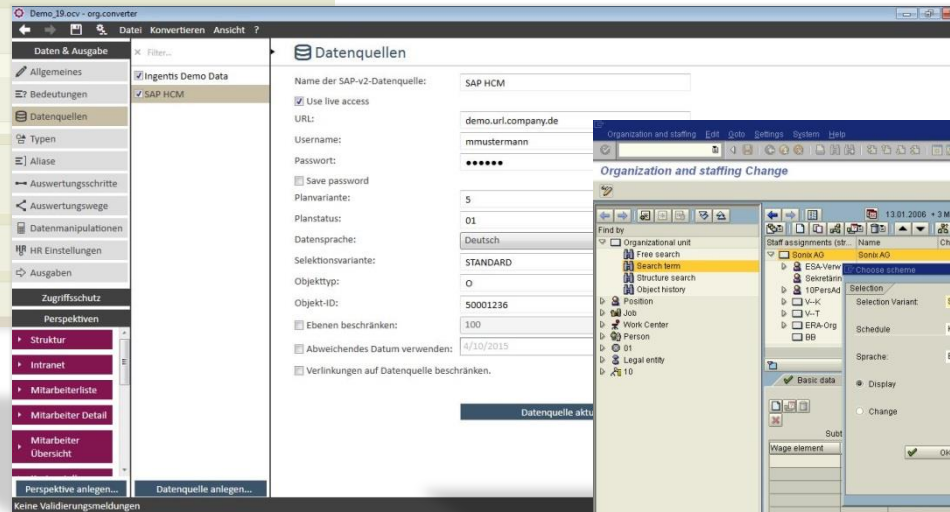 Demo_19.ocv - org.converter
Datei Konvertieren Ansicht ?
Daten & Ausgabe
Allgemeines
Bedeutungen
Datenquellen
Typen
Aliase
Auswertungsschritte
Auswertungswege
Datenmanipulationen
HR Einstellungen
Ausgaben
Zugriffsschutz
Perspektiven
Struktur
Intranet
Mitarbeiterliste
Mitarbeiter Detail
Mitarbeiter
Übersicht
Perspektive anlegen...
Keine Validierungsmeldungen
Filter...
Ingentis Demo Data
SAP HCM
Datenquelle anlegen...
Datenquellen
Name der SAP-v2-Datenquelle: SAP HCM
Use live access
URL: demo.url.company.de
Username: mmustermann
Passwort: ●●●●●●
Save password
Planvariante: 5
Planstatus: 01
Datensprache: Deutsch
Selektionsvariante: STANDARD
Objekttyp: O
Objekt-ID: 50001236
Ebenen beschränken: 100
Abweichendes Datum verwenden: 4/10/2015
Verlinkungen auf Datenquelle beschränken.
Datenquelle aktu
Organization and staffing Edit Goto Settings System Help
Organization and staffing Change
Find by
Organizational unit
Free search
Search term
Structure search
Object history
Position
Job
Work Center
Person
01
Legal entity
10
13.01.2006 + 3 M
Staff assignments (str... Name Ch
Sonix AG Sonix AG
ESA-Verw
Sekretärin
10PersAd
V--K
V--T
ERA-Org
BB
Basic data
Subt
Wage element
Choose scheme
Selection
Selection Variant:
Schedule
Sprache:
Display
Change